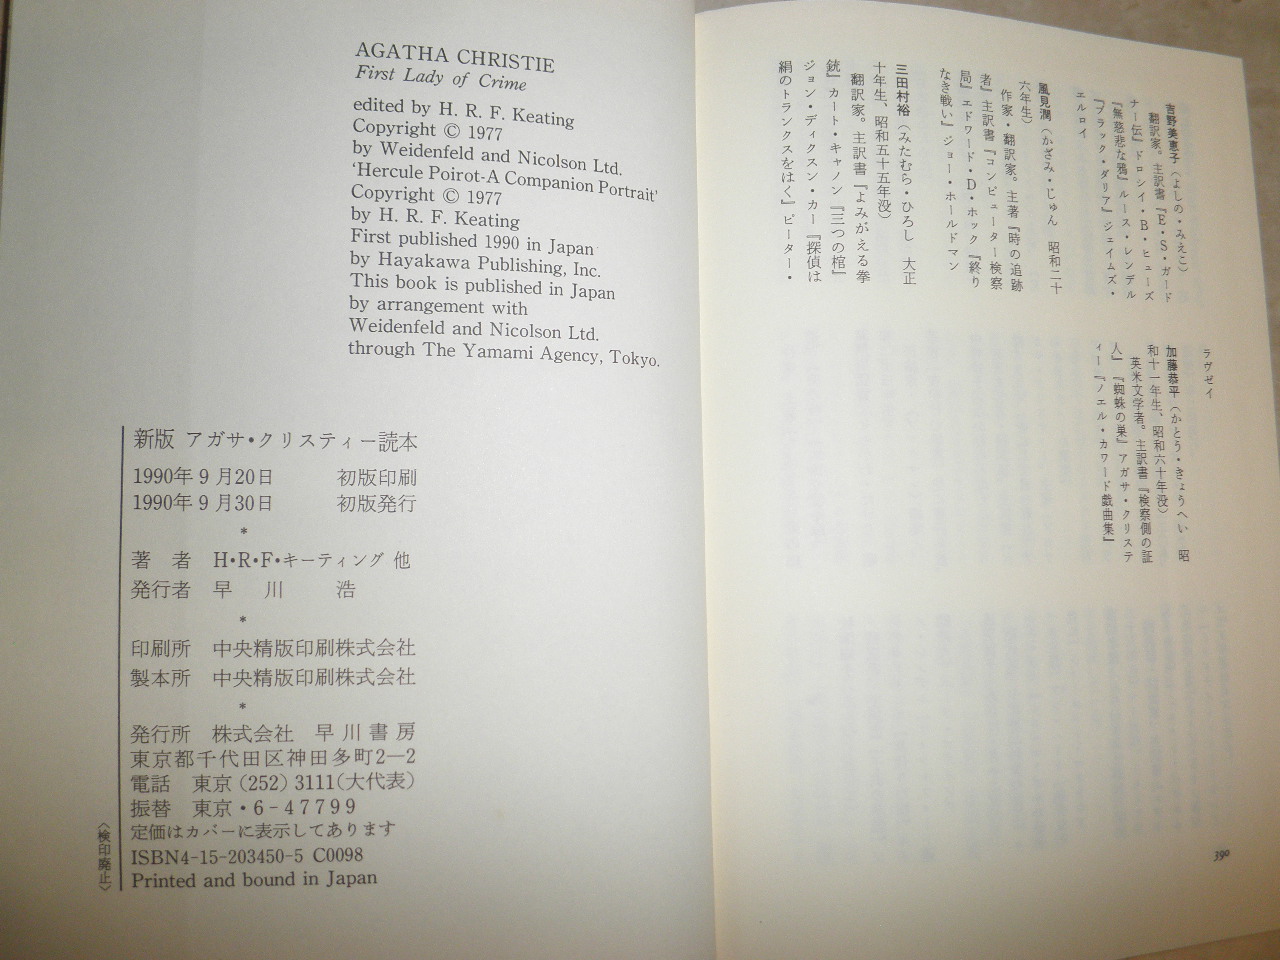 吉野美恵子（よしの・みえこ）
翻訳家。主訳書『E・S・ガード
ナー伝』ドロシイ・B・ヒューズ
『無慈悲な鴉』ルース・レンデル
『ブラック・ダリア』ジェイムズ・
エルロイ
風見潤（かざみ・じゅん　昭和二十
六年生）
作家・翻訳家。主著『時の追跡
者』主訳書『コンピューター検察
局』エドワード・D・ホック『終り
なき戦い』ジョー・ホールドマン
三田村裕（みたむら・ひろし　大正
十年生、昭和五十五年没）
翻訳家。主訳書『よみがえる拳
銃』カート・キャノン『三つの棺』
ジョン・ディクスン・カー『探偵は
絹のトランクスをはく』ピーター・
ラヴゼイ
加藤恭平（かとう・きょうへい　昭
和十一年生、昭和六十年没）
英米文学者。主訳書『検察側の証
人』『蜘蛛の巣』アガサ・クリステ
ィー『ノエル・カワード戯曲集』
390
AGATHA CHRISTIE
First Lady of Crime
edited by H. R. F. Keating
Copyright © 1977
by Weidenfeld and Nicolson Ltd.
'Hercule Poirot-A Companion Portrait'
Copyright © 1977
by H. R. F. Keating
First published 1990 in Japan
by Hayakawa Publishing, Inc.
This book is published in Japan
by arrangement with
Weidenfeld and Nicolson Ltd.
through The Yamami Agency, Tokyo.
新版 アガサ・クリスティー読本
1990年9月20日　初版印刷
1990年9月30日　初版発行
*
著　者　H・R・F・キーティング 他
発行者　早　川　　浩
*
印刷所　中央精版印刷株式会社
製本所　中央精版印刷株式会社
*
発行所　株式会社　早川書房
東京都千代田区神田多町2—2
電話　東京（252）3111（大代表）
振替　東京・6-47799
定価はカバーに表示してあります
ISBN4-15-203450-5 C0098
Printed and bound in Japan
〈検印廃止〉